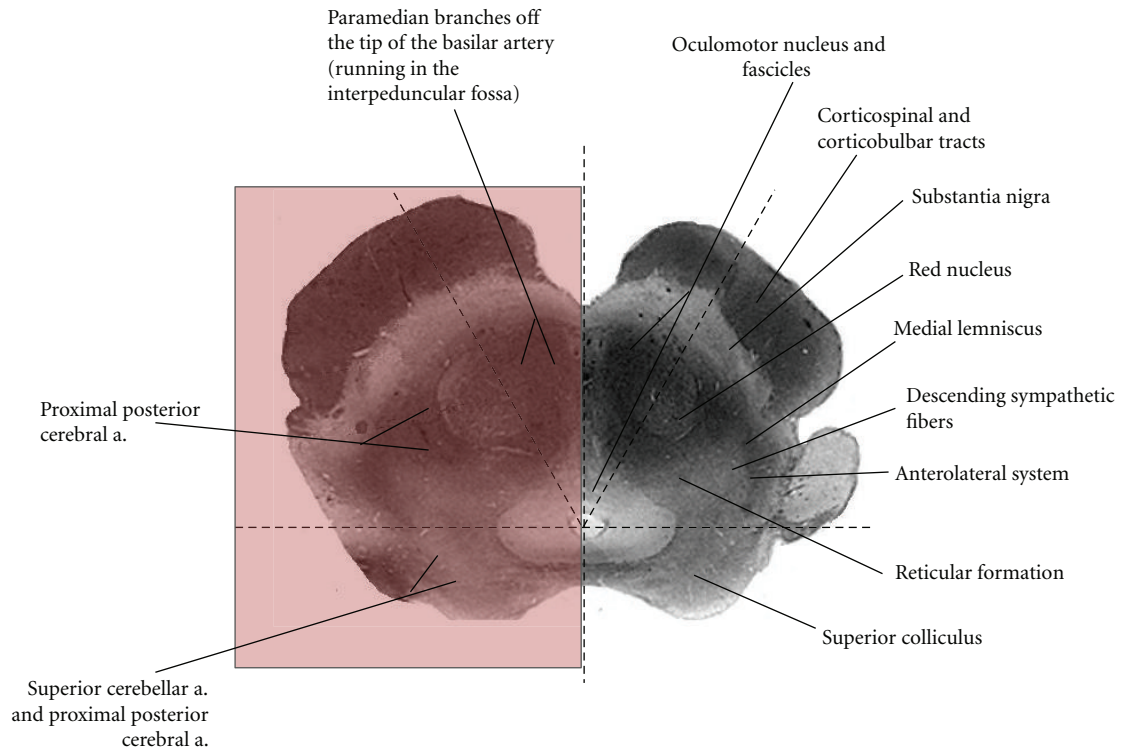 Paramedian branches off
the tip of the basilar artery
(running in the
interpeduncular fossa)
Oculomotor nucleus and
fascicles
Corticospinal and
corticobulbar tracts
Substantia nigra
Red nucleus
Medial lemniscus
Descending sympathetic
fibers
Anterolateral system
Reticular formation
Superior colliculus
Proximal posterior
cerebral a.
Superior cerebellar a.
and proximal posterior
cerebral a.